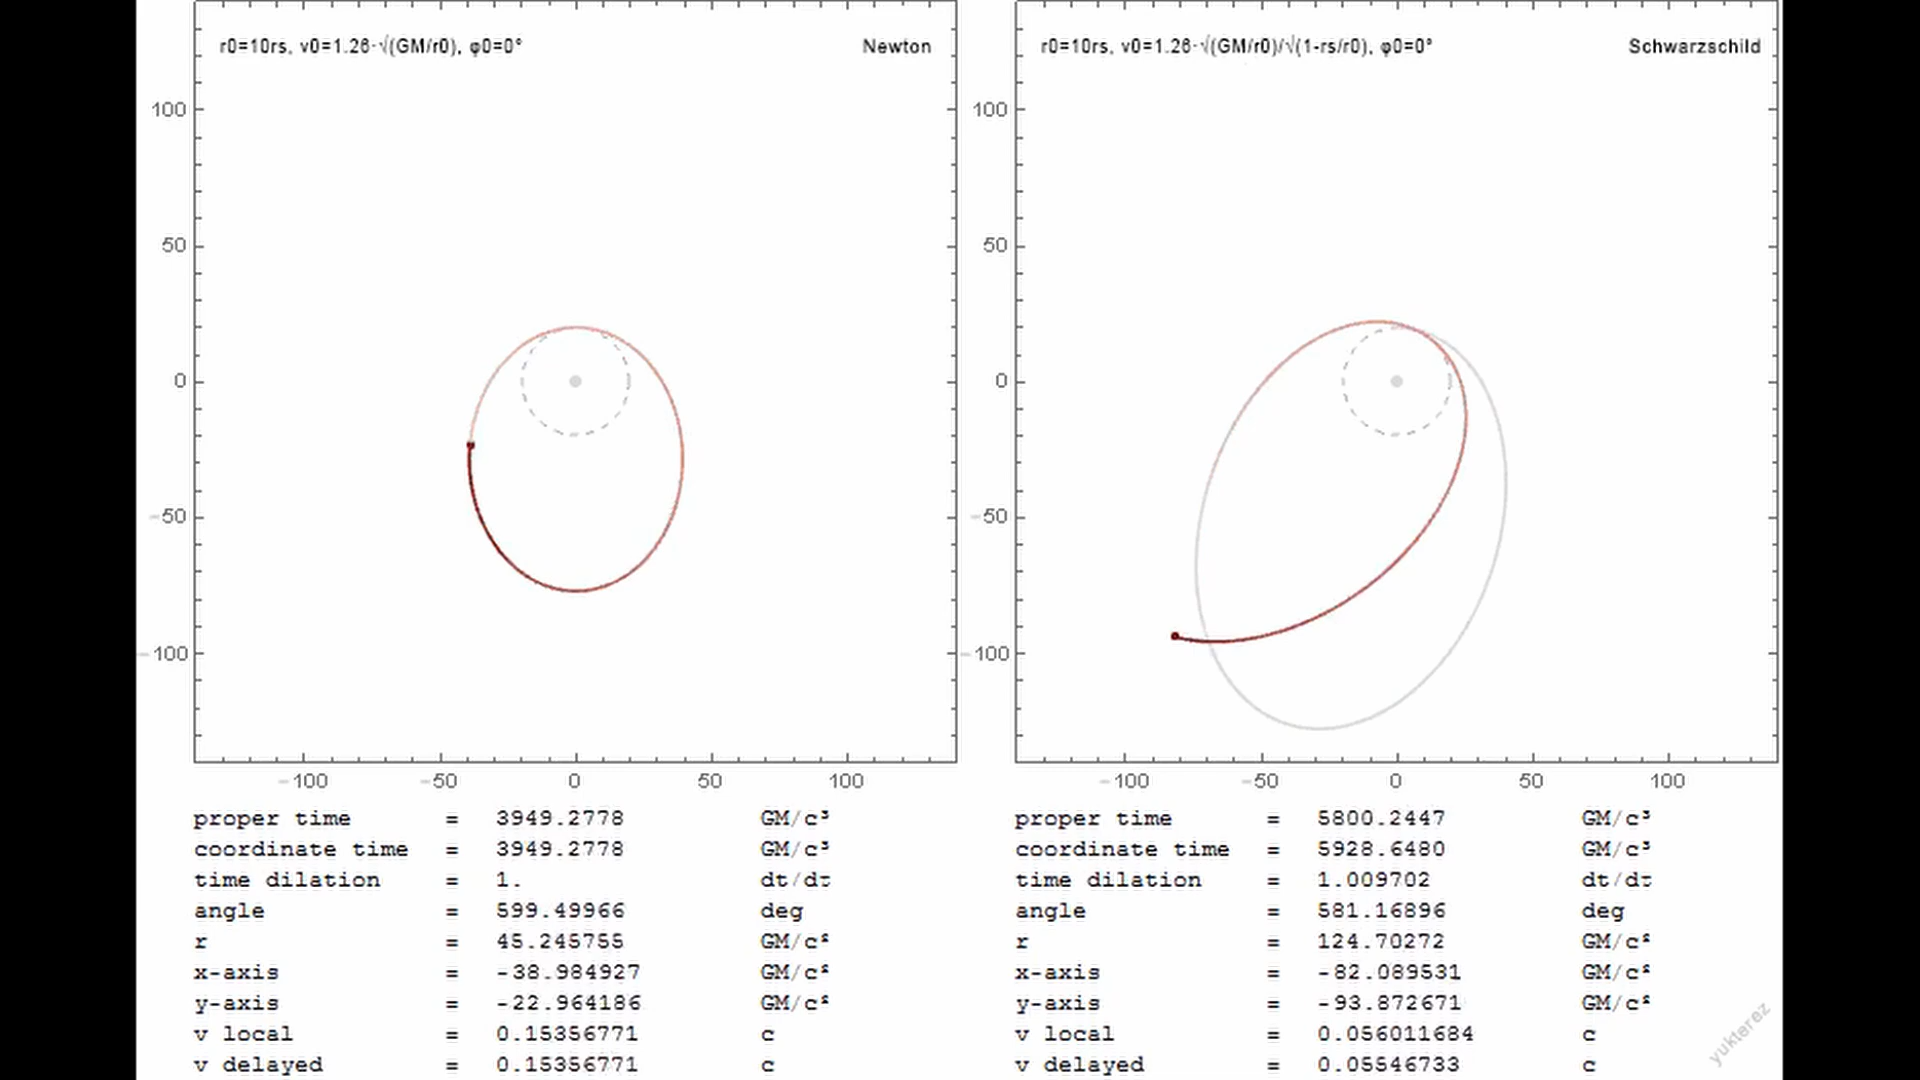 r0=10rs, v0=1.26·√(GM/r0), φ0=0°
Newton
100
50
0
-50
-100
-100 -50 0 50 100
proper time = 3949.2778 GM/c³
coordinate time = 3949.2778 GM/c³
time dilation = 1. dt/dτ
angle = 599.49966 deg
r = 45.245755 GM/c²
x-axis = -38.984927 GM/c²
y-axis = -22.964186 GM/c²
v local = 0.15356771 c
v delayed = 0.15356771 c
r0=10rs, v0=1.26·√(GM/r0)/√(1-rs/r0), φ0=0°
Schwarzschild
100
50
0
-50
-100
-100 -50 0 50 100
proper time = 5800.2447 GM/c³
coordinate time = 5928.6480 GM/c³
time dilation = 1.009702 dt/dτ
angle = 581.16896 deg
r = 124.70272 GM/c²
x-axis = -82.089531 GM/c²
y-axis = -93.872671 GM/c²
v local = 0.056011684 c
v delayed = 0.05546733 c
yukterez